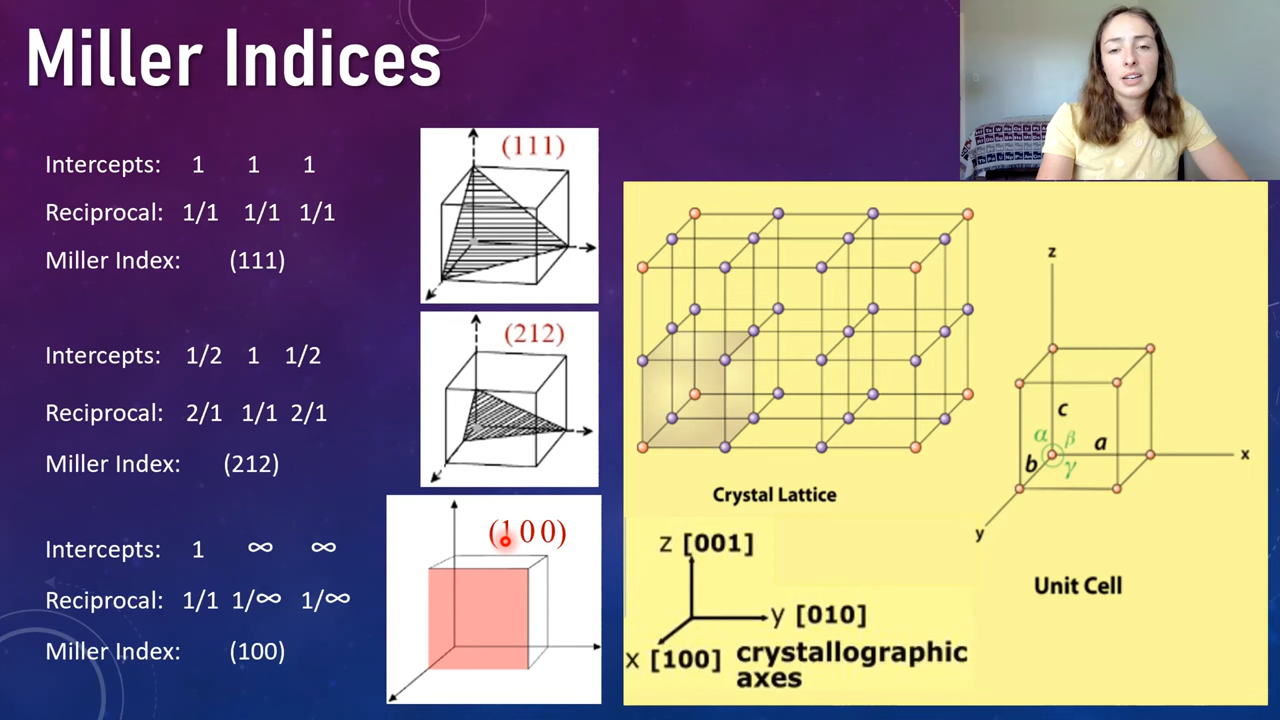 Miller Indices
Intercepts: 1 1 1
Reciprocal: 1/1 1/1 1/1
Miller Index: (111)
(111)
Intercepts: 1/2 1 1/2
Reciprocal: 2/1 1/1 2/1
Miller Index: (212)
(212)
Intercepts: 1 ∞ ∞
Reciprocal: 1/1 1/∞ 1/∞
Miller Index: (100)
(100)
Crystal Lattice
z
c
α β a
b γ
x
y
Unit Cell
z [001]
y [010]
x [100] crystallographic
axes